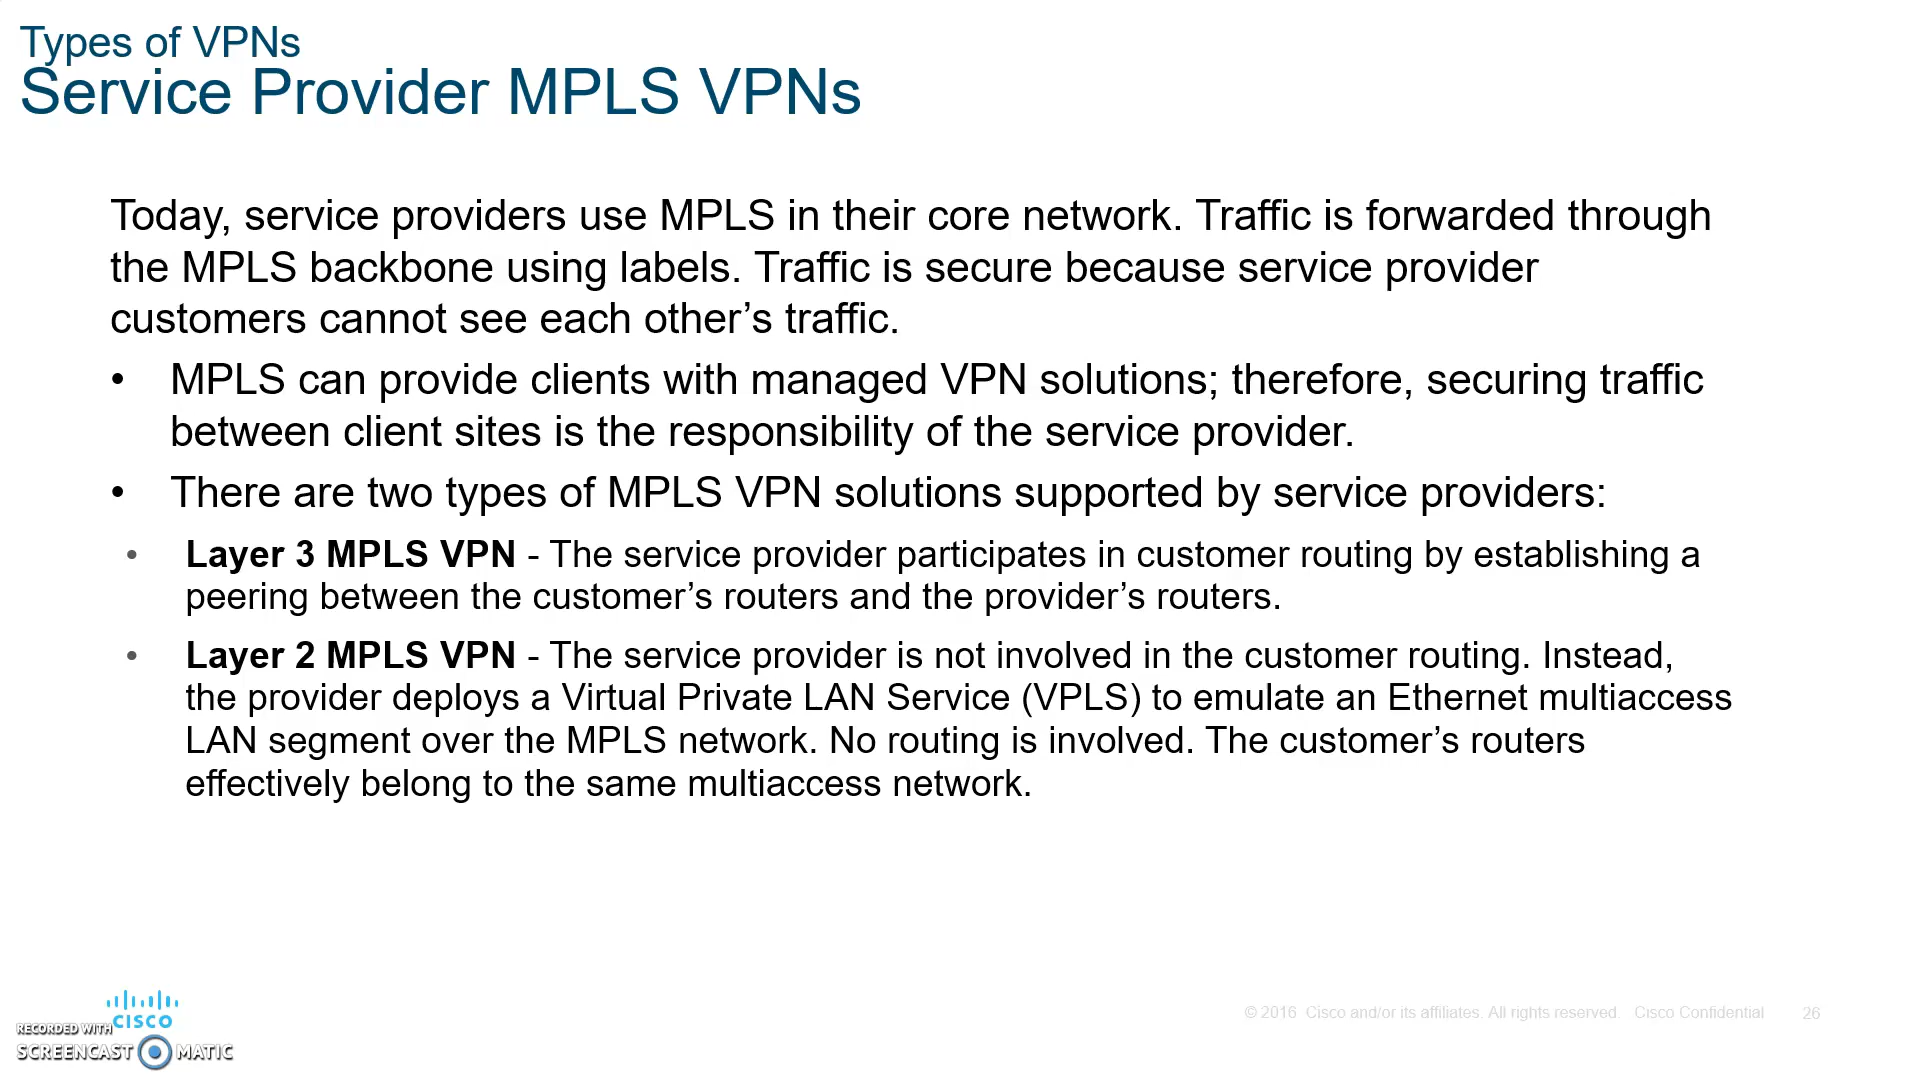 Types of VPNs
Service Provider MPLS VPNs
Today, service providers use MPLS in their core network. Traffic is forwarded through
the MPLS backbone using labels. Traffic is secure because service provider
customers cannot see each other’s traffic.
• MPLS can provide clients with managed VPN solutions; therefore, securing traffic
between client sites is the responsibility of the service provider.
• There are two types of MPLS VPN solutions supported by service providers:
• Layer 3 MPLS VPN - The service provider participates in customer routing by establishing a
peering between the customer’s routers and the provider’s routers.
• Layer 2 MPLS VPN - The service provider is not involved in the customer routing. Instead,
the provider deploys a Virtual Private LAN Service (VPLS) to emulate an Ethernet multiaccess
LAN segment over the MPLS network. No routing is involved. The customer’s routers
effectively belong to the same multiaccess network.
CISCO
RECORDED WITH
SCREENCAST MATIC
© 2016 Cisco and/or its affiliates. All rights reserved. Cisco Confidential 26